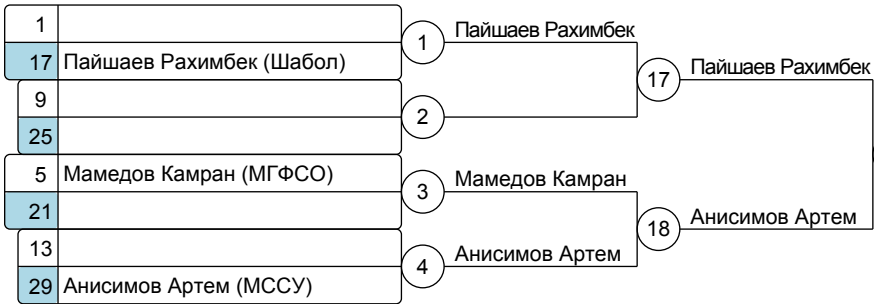 1
17 Пайшаев Рахимбек (Шабол)
1 Пайшаев Рахимбек
9
25
2
17 Пайшаев Рахимбек
5 Мамедов Камран (МГФСО)
21
3 Мамедов Камран
13
29 Анисимов Артем (МССУ)
4 Анисимов Артем
18 Анисимов Артем